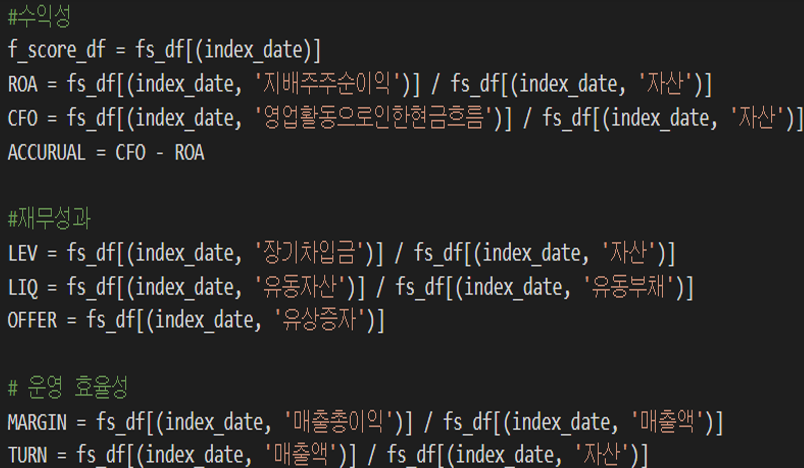 #수익성
f_score_df = fs_df[(index_date)]
ROA = fs_df[(index_date, '지배주주순이익')] / fs_df[(index_date, '자산')]
CFO = fs_df[(index_date, '영업활동으로인한현금흐름')] / fs_df[(index_date, '자산')]
ACCURUAL = CFO - ROA
#재무성과
LEV = fs_df[(index_date, '장기차입금')] / fs_df[(index_date, '자산')]
LIQ = fs_df[(index_date, '유동자산')] / fs_df[(index_date, '유동부채')]
OFFER = fs_df[(index_date, '유상증자')]
# 운영 효율성
MARGIN = fs_df[(index_date, '매출총이익')] / fs_df[(index_date, '매출액')]
TURN = fs_df[(index_date, '매출액')] / fs_df[(index_date, '자산')]